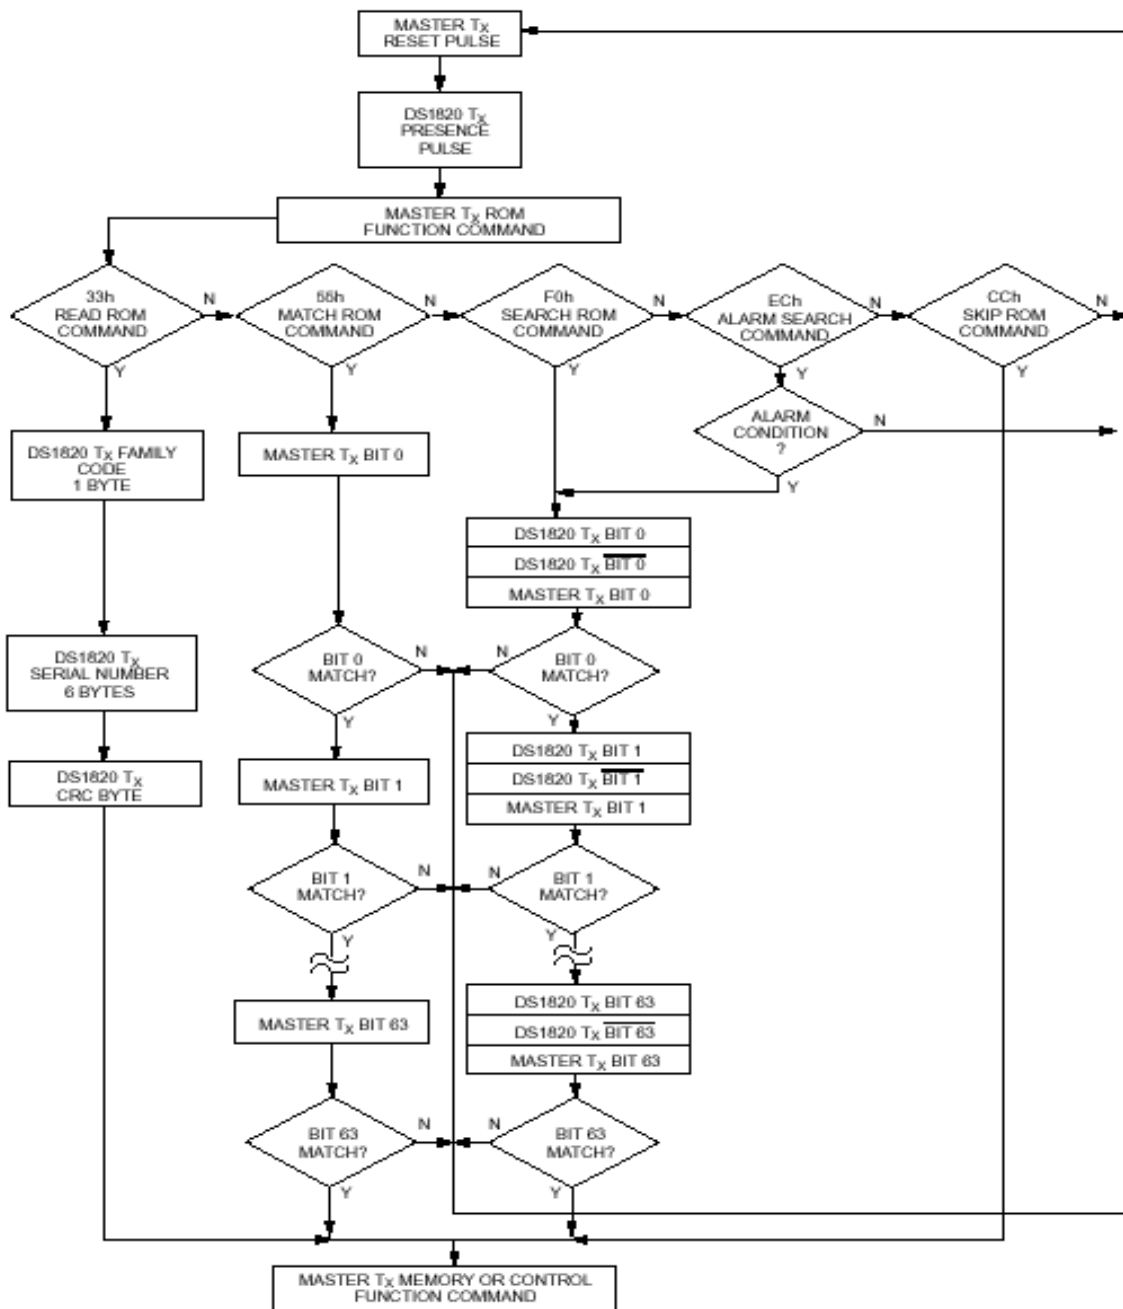 MASTER TX
RESET PULSE
DS1820 TX
PRESENCE
PULSE
MASTER TX ROM
FUNCTION COMMAND
33h
READ ROM
COMMAND
N
Y
55h
MATCH ROM
COMMAND
N
Y
F0h
SEARCH ROM
COMMAND
N
Y
ECh
ALARM SEARCH
COMMAND
N
Y
CCh
SKIP ROM
COMMAND
N
Y
ALARM
CONDITION
?
N
Y
DS1820 TX FAMILY
CODE
1 BYTE
MASTER TX BIT 0
DS1820 TX BIT 0
DS1820 TX BIT 0
MASTER TX BIT 0
DS1820 TX
SERIAL NUMBER
6 BYTES
BIT 0
MATCH?
N
Y
BIT 0
MATCH?
N
Y
DS1820 TX
CRC BYTE
MASTER TX BIT 1
DS1820 TX BIT 1
DS1820 TX BIT 1
MASTER TX BIT 1
BIT 1
MATCH?
N
Y
BIT 1
MATCH?
N
Y
MASTER TX BIT 63
DS1820 TX BIT 63
DS1820 TX BIT 63
MASTER TX BIT 63
BIT 63
MATCH?
N
Y
BIT 63
MATCH?
N
Y
MASTER TX MEMORY OR CONTROL
FUNCTION COMMAND